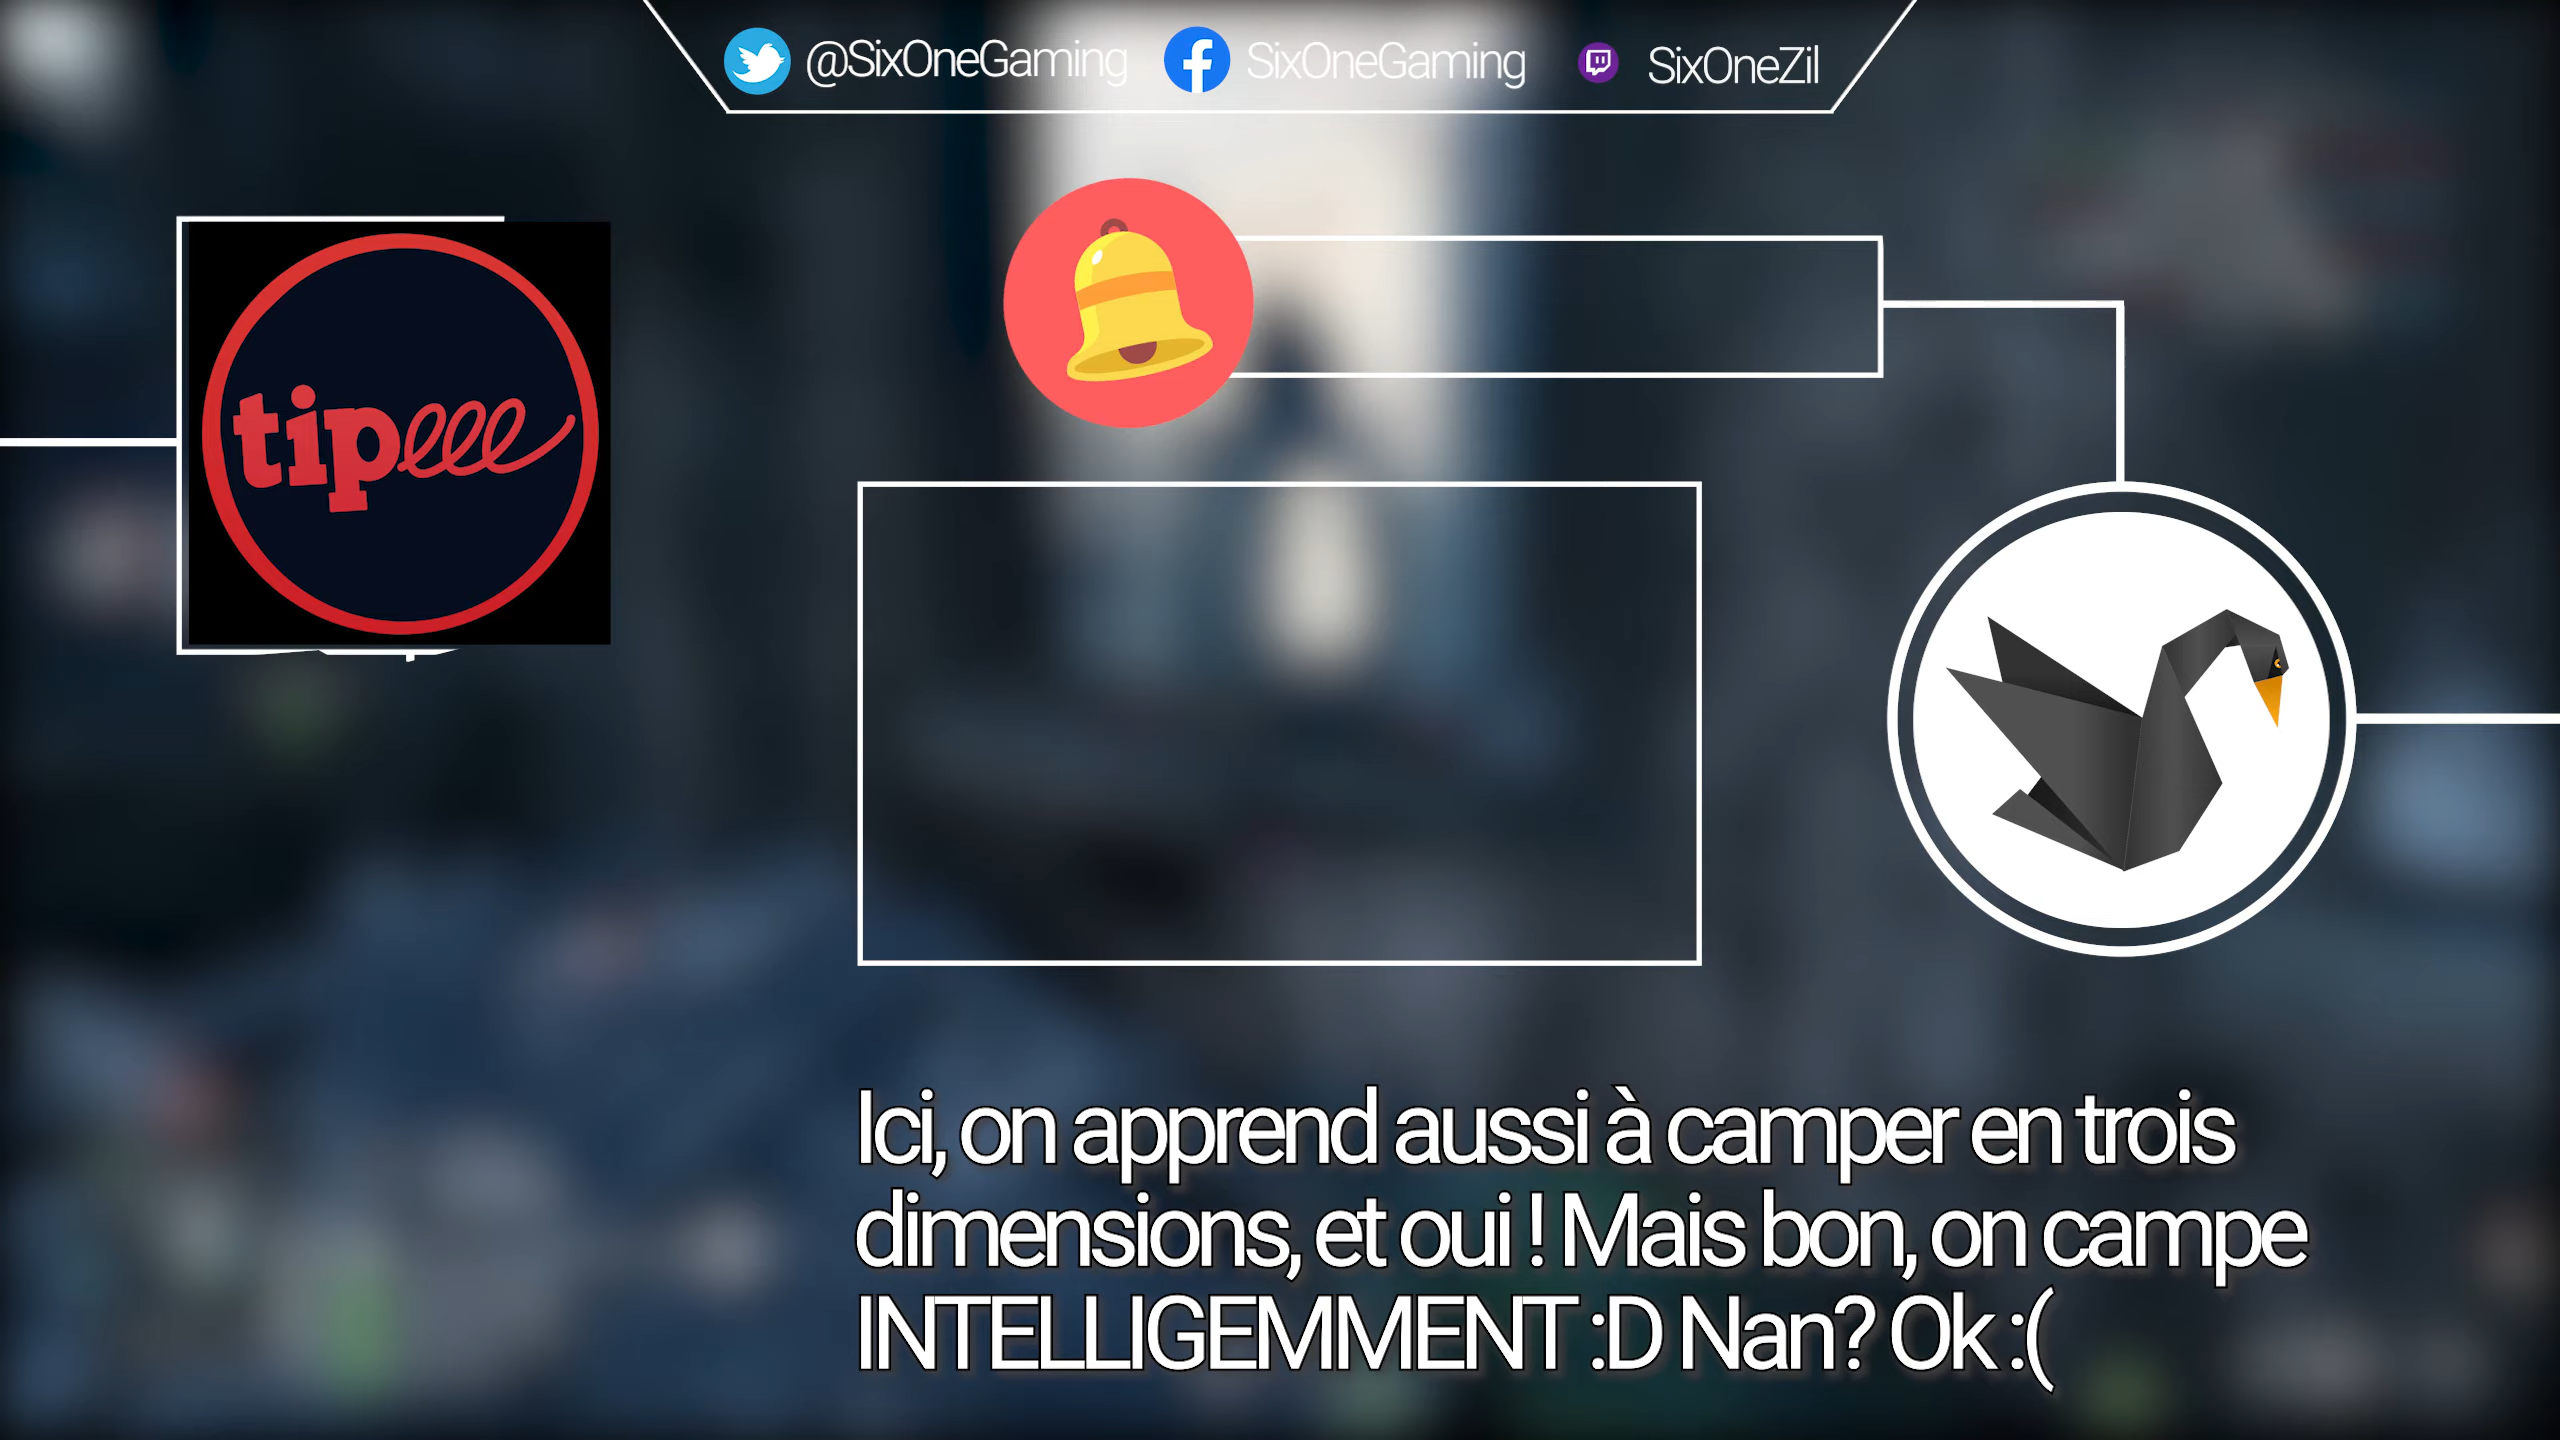 @SixOneGaming SixOneGaming SixOneZil
tipeee
Ici, on apprend aussi à camper en trois
dimensions, et oui ! Mais bon, on campe
INTELLIGEMMENT :D Nan? Ok :(